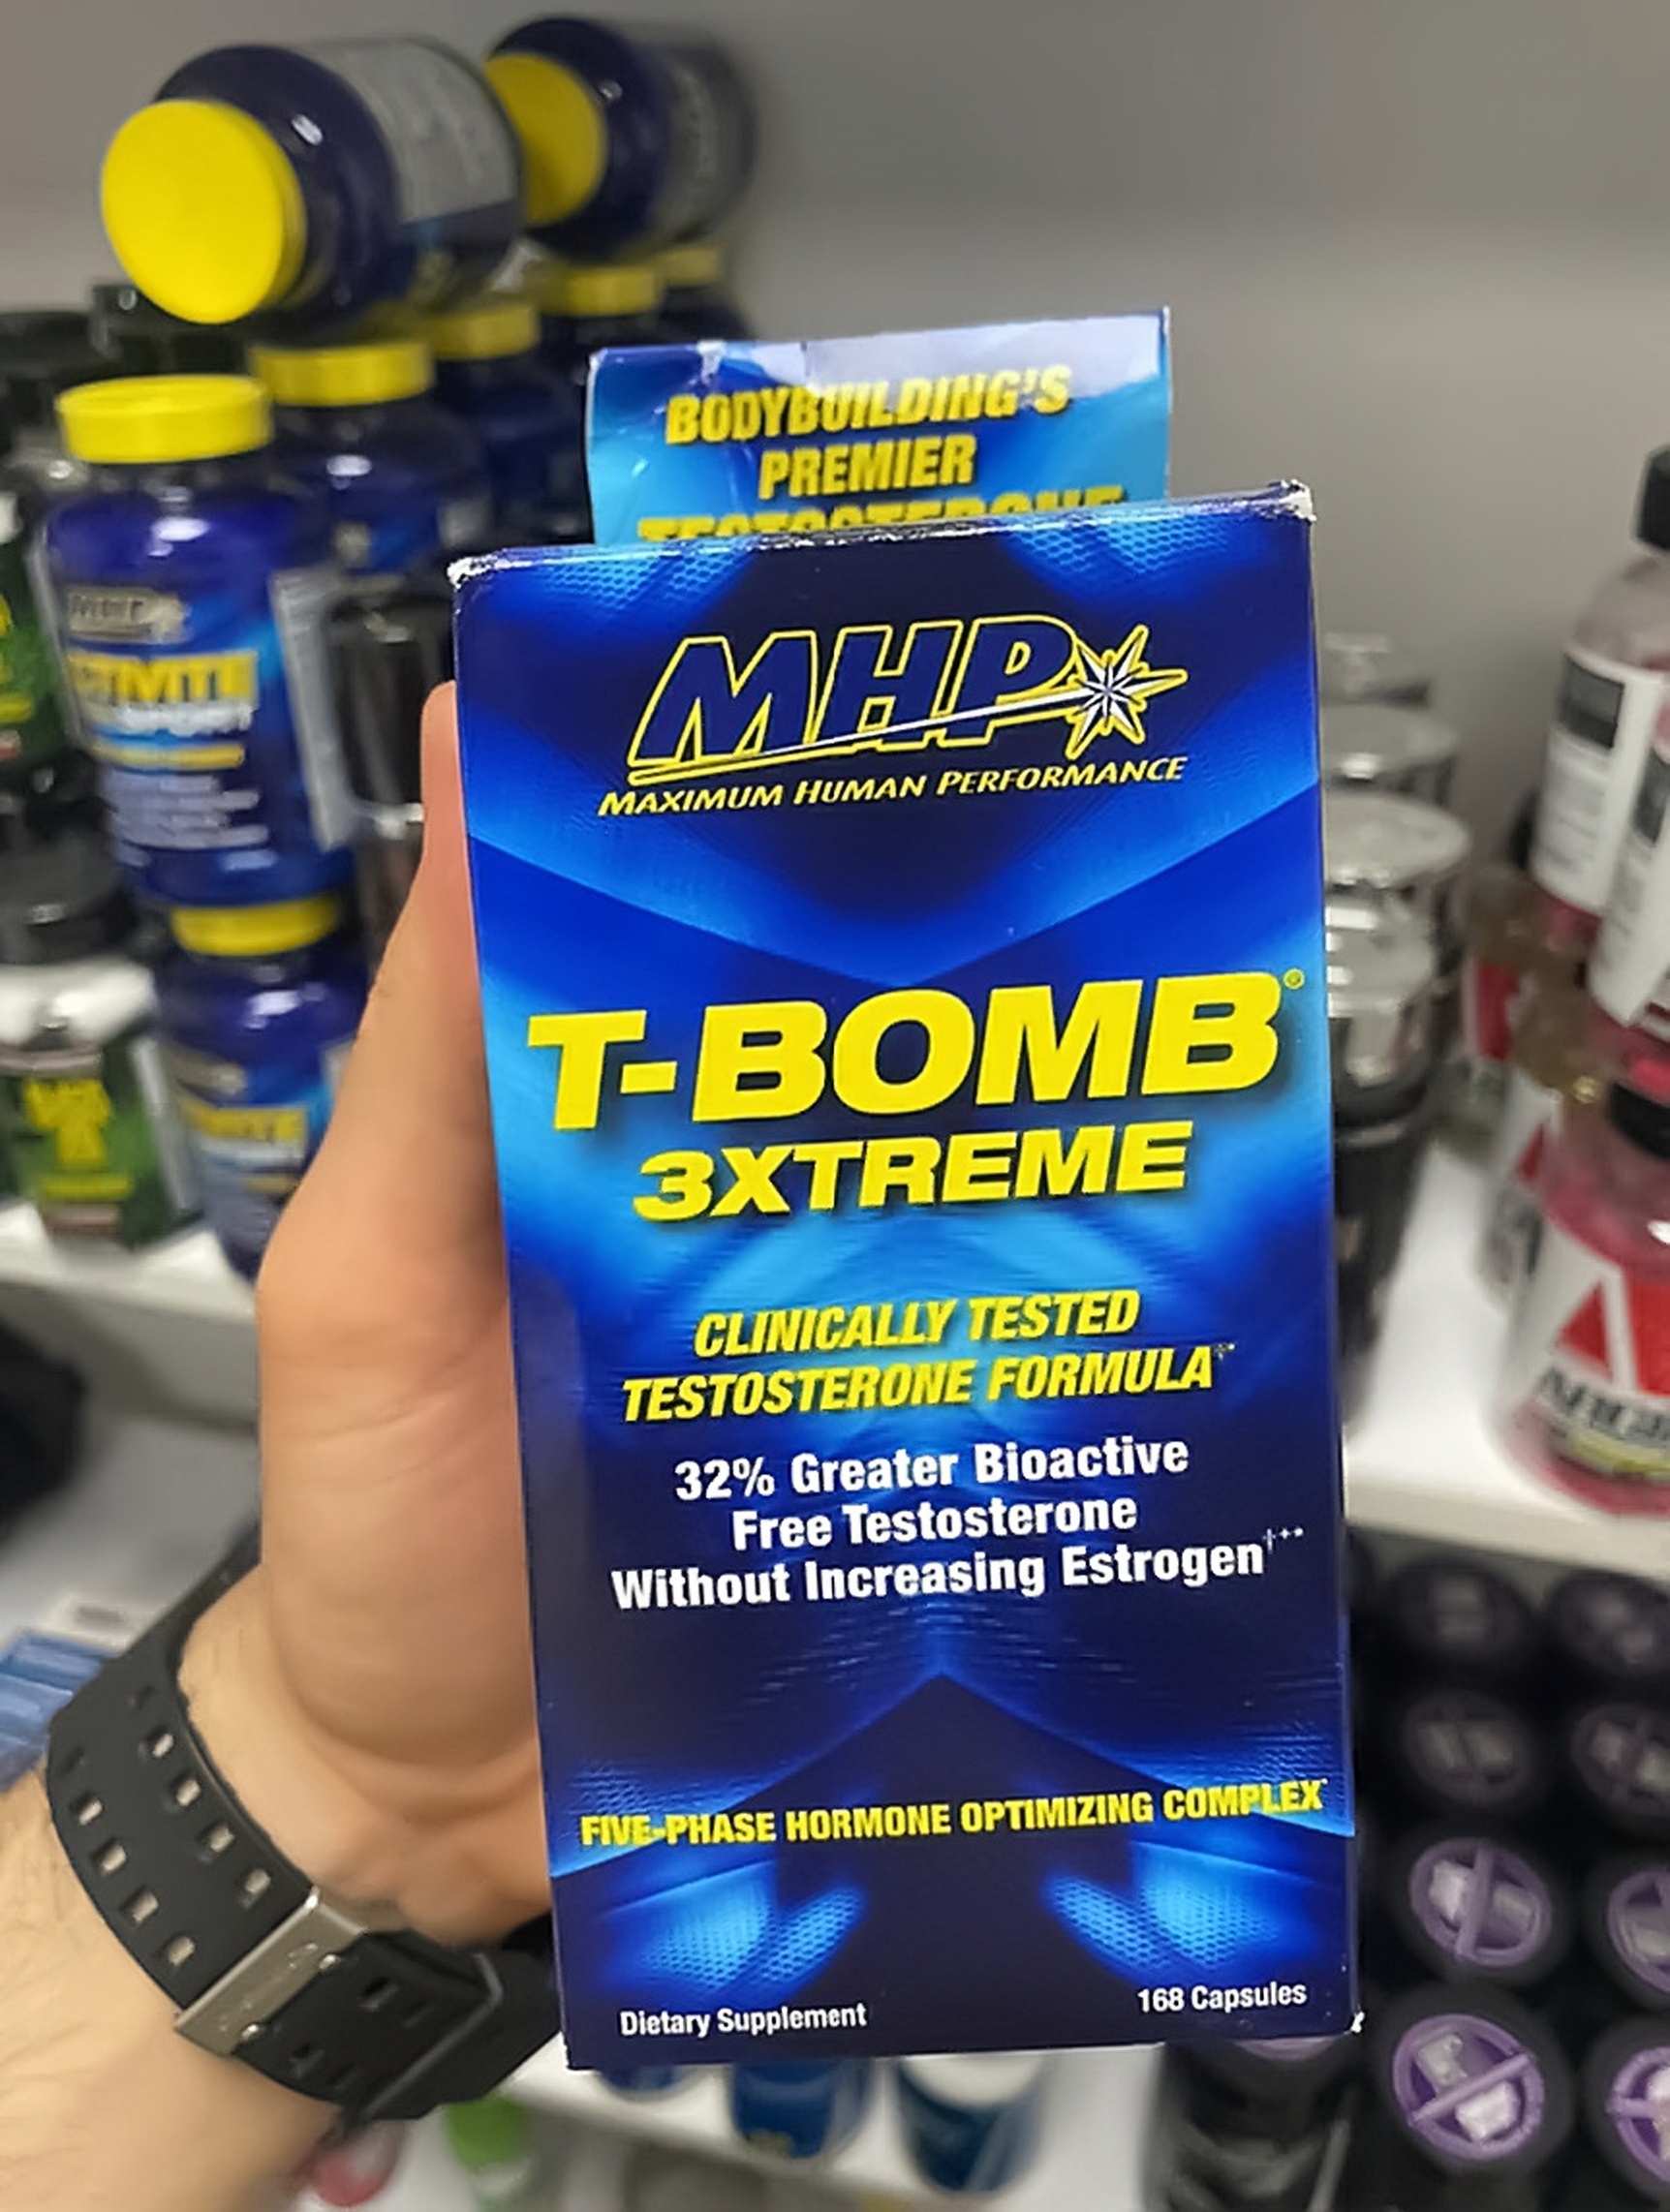 BODYBUILDING'S
PREMIER
TESTOSTERONE
MHP
MAXIMUM HUMAN PERFORMANCE
T-BOMB®
3XTREME
CLINICALLY TESTED
TESTOSTERONE FORMULA
32% Greater Bioactive
Free Testosterone
Without Increasing Estrogen
FIVE-PHASE HORMONE OPTIMIZING COMPLEX
Dietary Supplement
168 Capsules